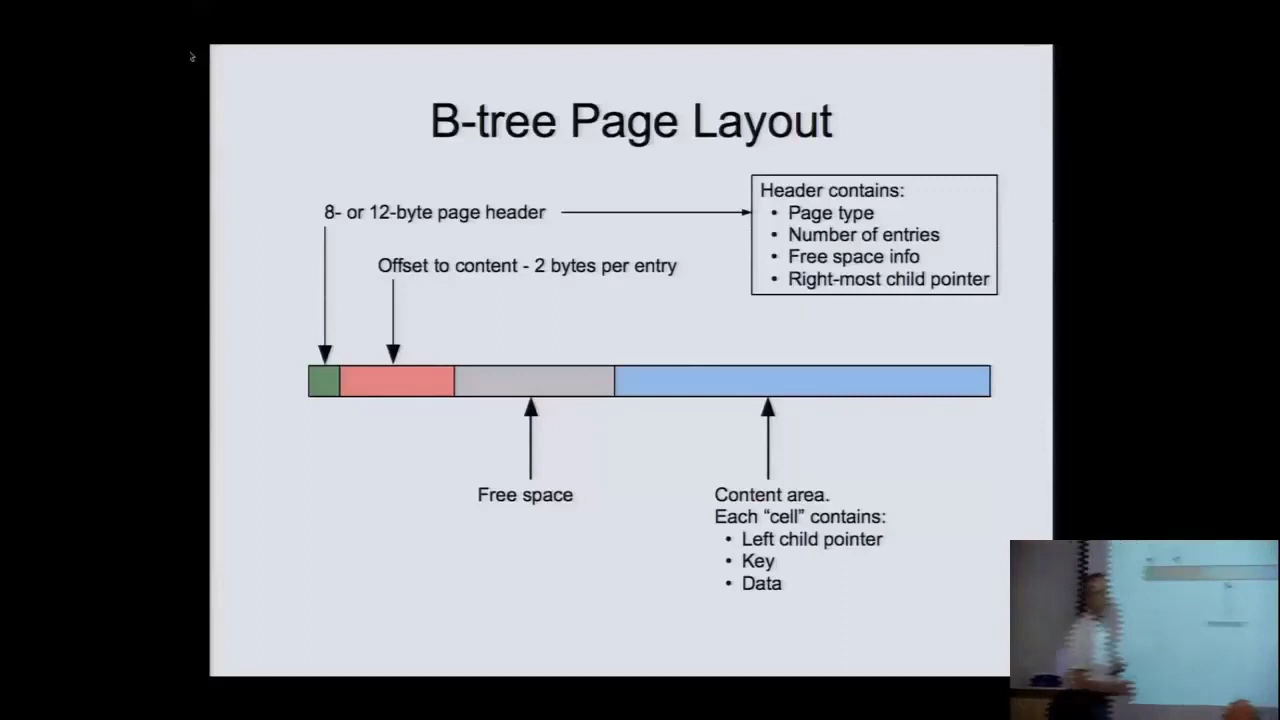 B-tree Page Layout
8- or 12-byte page header
Header contains:
• Page type
• Number of entries
• Free space info
• Right-most child pointer
Offset to content - 2 bytes per entry
Free space
Content area.
Each “cell” contains:
• Left child pointer
• Key
• Data